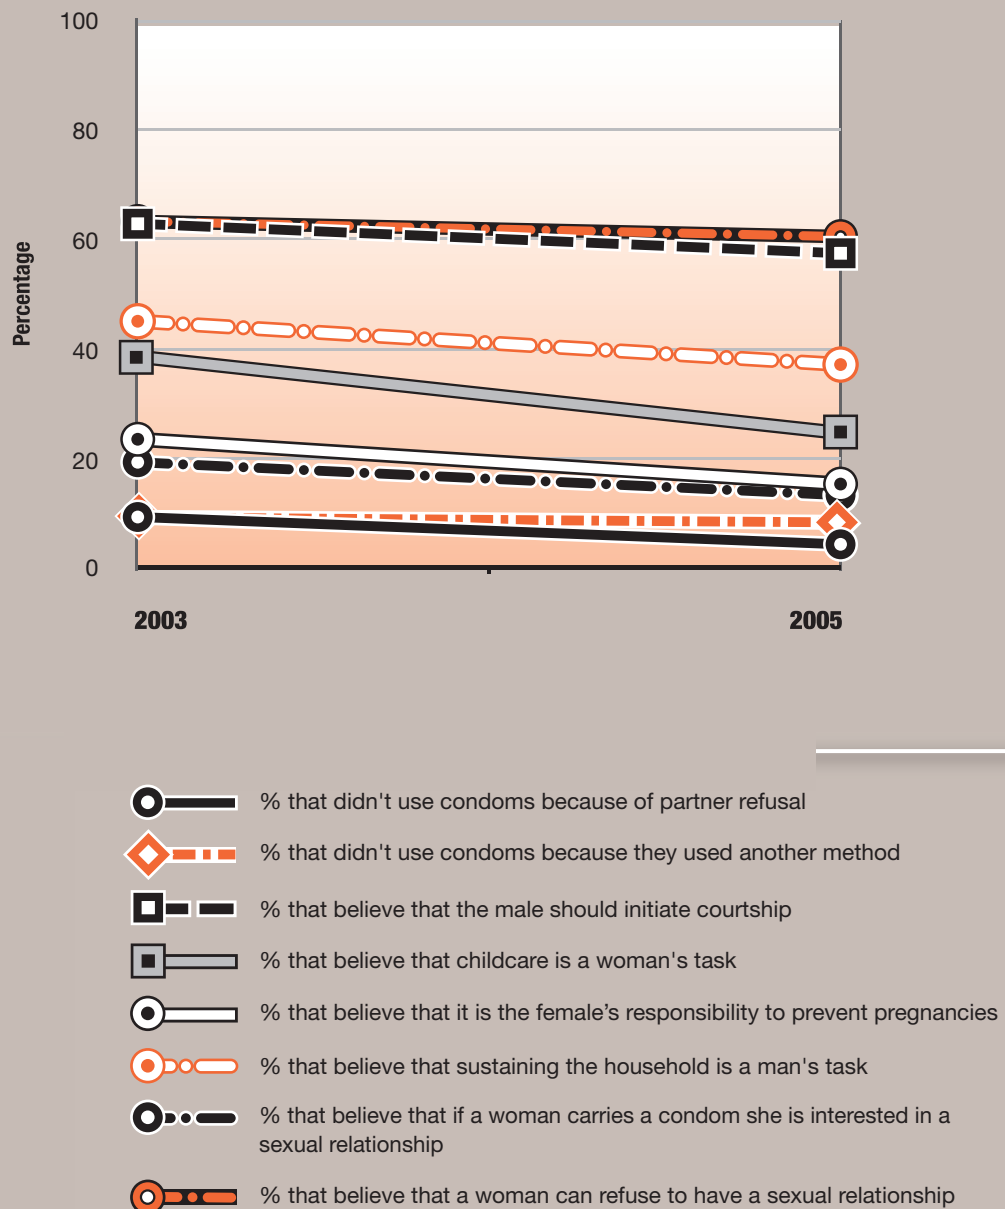 100
80
60
40
20
0
Percentage
2003 2005
% that didn't use condoms because of partner refusal
% that didn't use condoms because they used another method
% that believe that the male should initiate courtship
% that believe that childcare is a woman's task
% that believe that it is the female’s responsibility to prevent pregnancies
% that believe that sustaining the household is a man's task
% that believe that if a woman carries a condom she is interested in a
sexual relationship
% that believe that a woman can refuse to have a sexual relationship